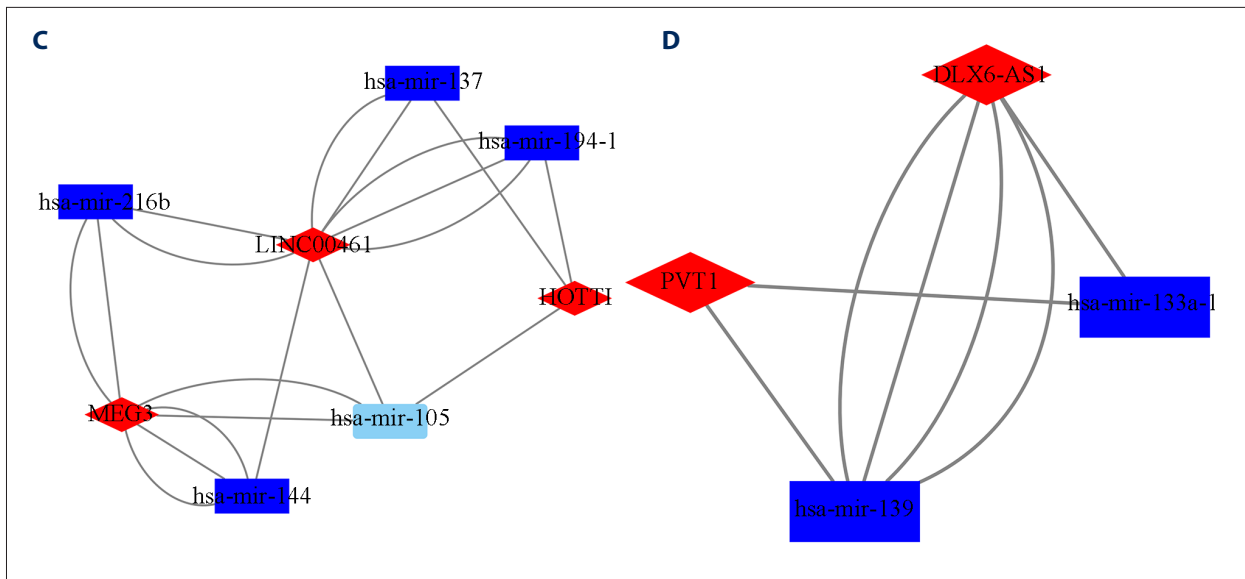 C
D
DLX6-AS1
hsa-mir-137
hsa-mir-194-1
hsa-mir-216b
LINC00461
PVT1
HOTTI
hsa-mir-133a-1
MEG3
hsa-mir-105
hsa-mir-144
hsa-mir-139